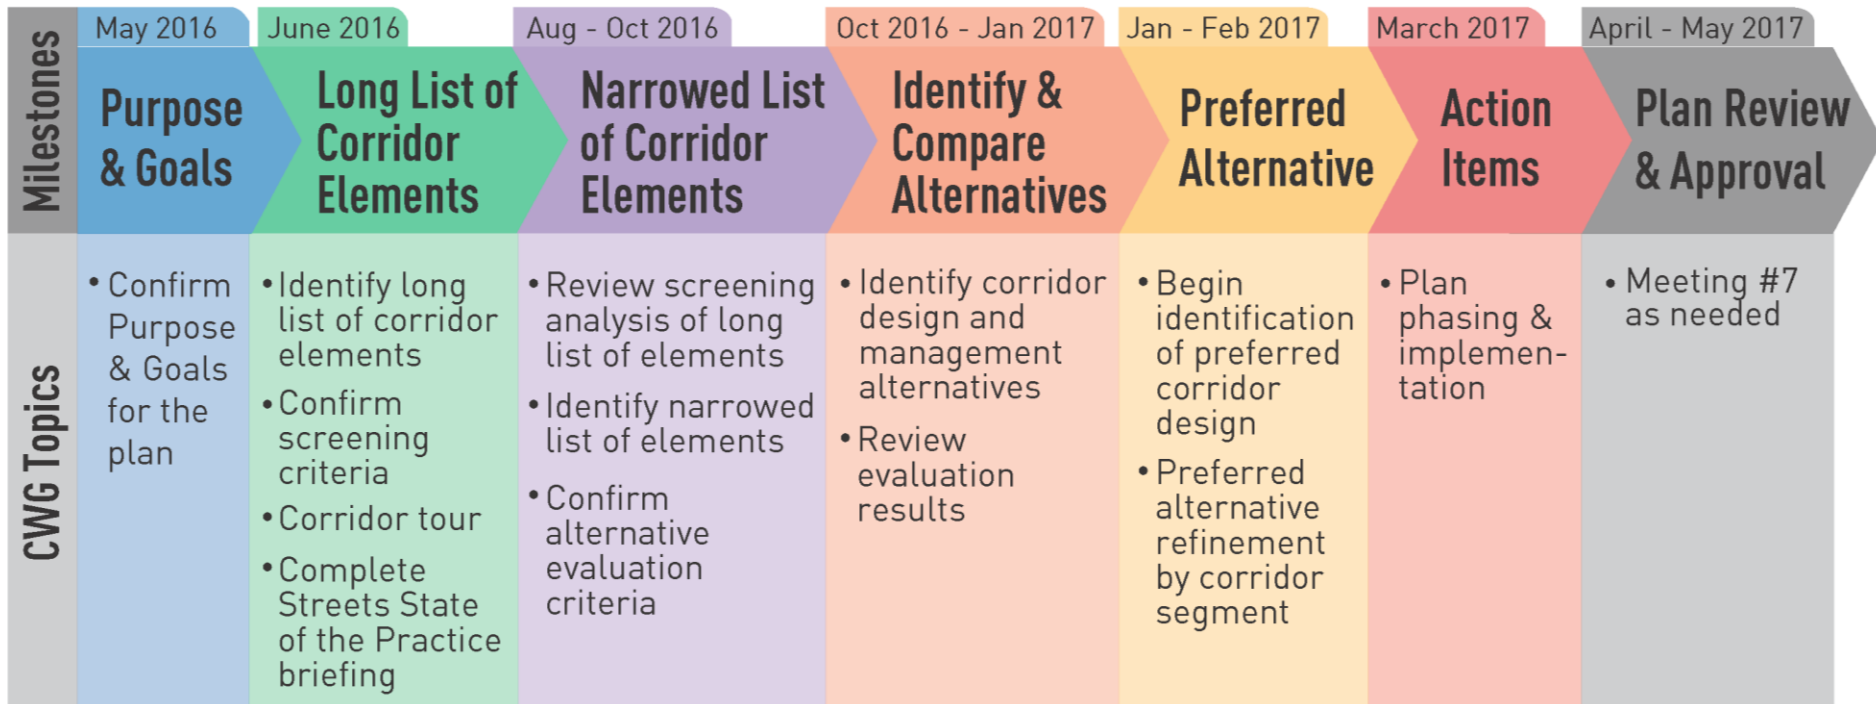 Milestones
May 2016
Purpose
& Goals
June 2016
Long List of
Corridor
Elements
Aug - Oct 2016
Narrowed List
of Corridor
Elements
Oct 2016 - Jan 2017
Identify &
Compare
Alternatives
Jan - Feb 2017
Preferred
Alternative
March 2017
Action
Items
April - May 2017
Plan Review
& Approval
CWG Topics
• Confirm
Purpose
& Goals
for the
plan
• Identify long
list of corridor
elements
• Confirm
screening
criteria
• Corridor tour
• Complete
Streets State
of the Practice
briefing
• Review screening
analysis of long
list of elements
• Identify narrowed
list of elements
• Confirm
alternative
evaluation
criteria
• Identify corridor
design and
management
alternatives
• Review
evaluation
results
• Begin
identification
of preferred
corridor
design
• Preferred
alternative
refinement
by corridor
segment
• Plan
phasing &
implemen-
tation
• Meeting #7
as needed